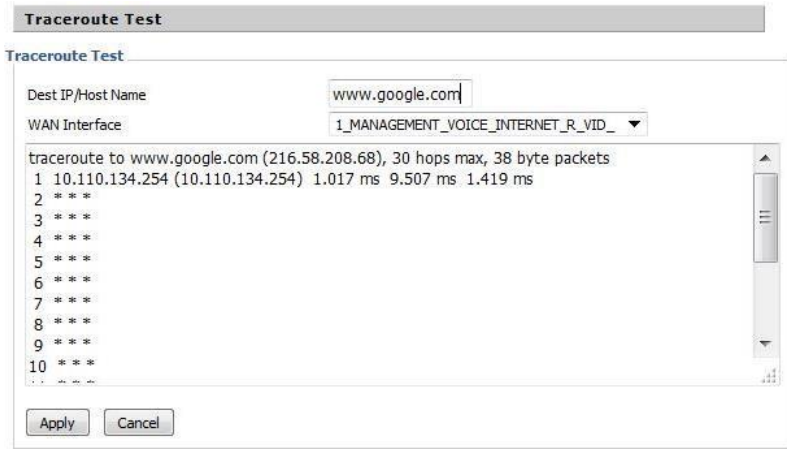 Traceroute Test
Traceroute Test
Dest IP/Host Name www.google.com
WAN Interface 1_MANAGEMENT_VOICE_INTERNET_R_VID_
traceroute to www.google.com (216.58.208.68), 30 hops max, 38 byte packets
1 10.110.134.254 (10.110.134.254) 1.017 ms 9.507 ms 1.419 ms
2 * * *
3 * * *
4 * * *
5 * * *
6 * * *
7 * * *
8 * * *
9 * * *
10 * * *
Apply Cancel